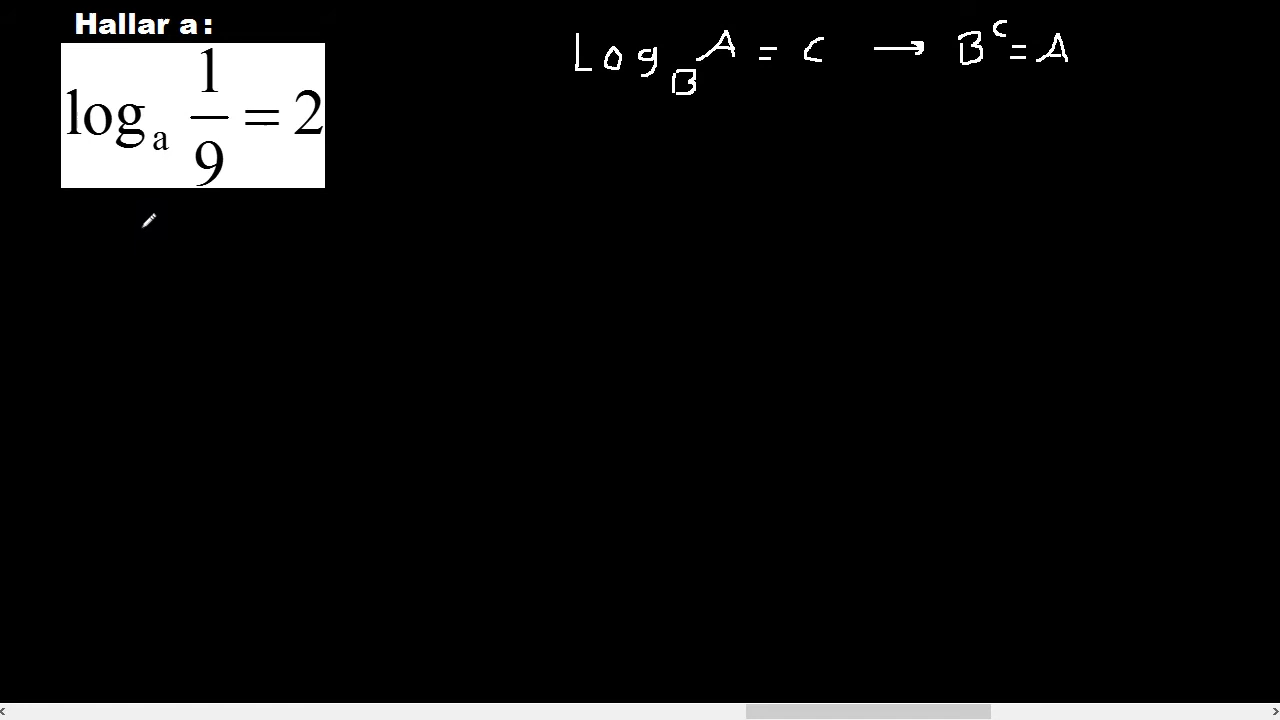 Hallar a:
log_a 1/9 = 2
Log_B A = C → B^C = A